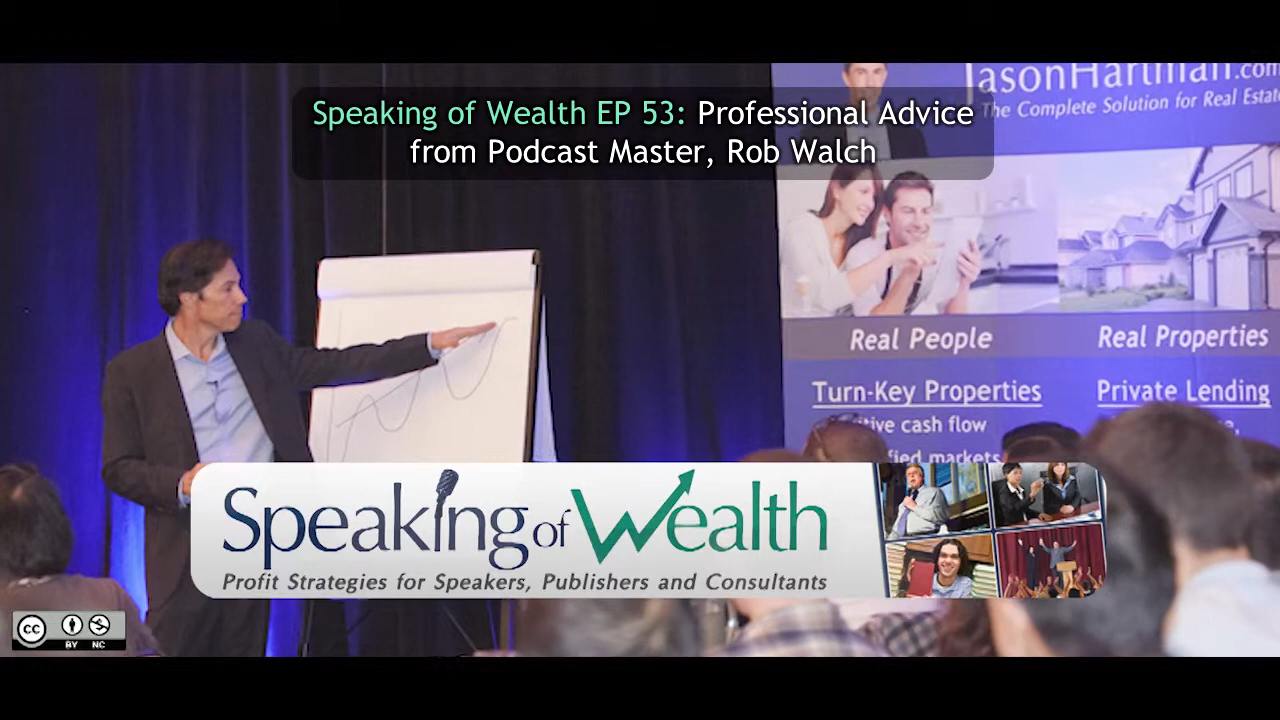 JasonHartman.com
The Complete Solution for Real Estate
Speaking of Wealth EP 53: Professional Advice
from Podcast Master, Rob Walch
Real People Real Properties
Turn-Key Properties Private Lending
cash flow
markets
Speaking of Wealth
Profit Strategies for Speakers, Publishers and Consultants
cc
BY NC